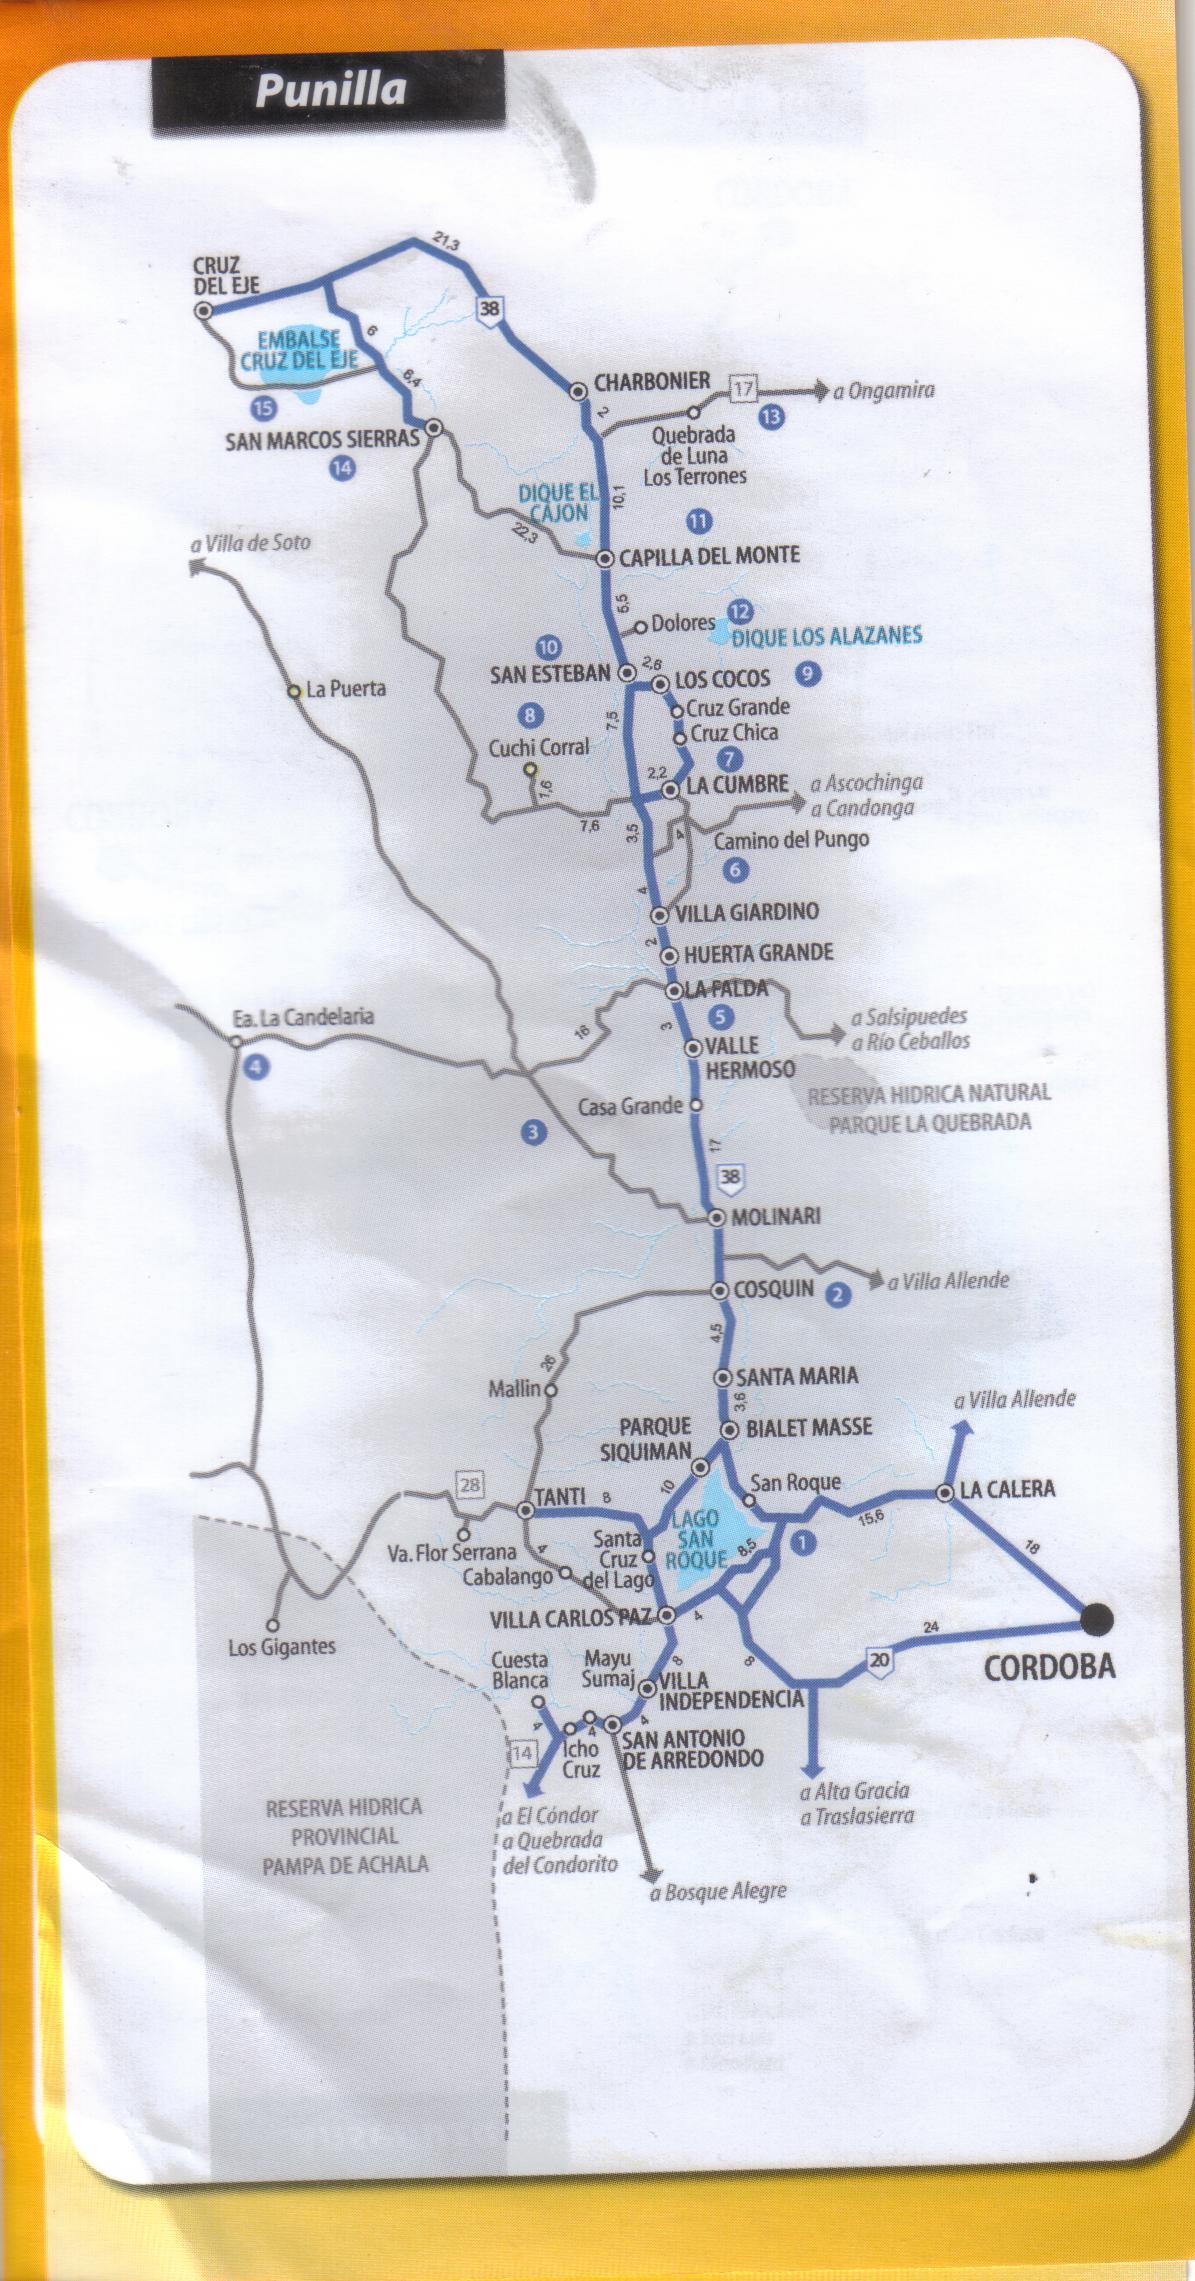 Punilla
21,3
CRUZ
DEL EJE
38
6
EMBALSE
CRUZ DEL EJE
6,4
CHARBONIER
17
a Ongamira
2
15
13
SAN MARCOS SIERRAS
Quebrada
de Luna
Los Terrones
14
DIQUE EL
CAJON
10,1
11
22,3
a Villa de Soto
CAPILLA DEL MONTE
5,5
12
Dolores
DIQUE LOS ALAZANES
10
SAN ESTEBAN
2,6
LOS COCOS
9
La Puerta
Cruz Grande
8
7,5
Cruz Chica
Cuchi Corral
7
2,2
1,6
LA CUMBRE
a Ascochinga
a Candonga
7,6
3,5
4
Camino del Pungo
6
4
VILLA GIARDINO
2
HUERTA GRANDE
LA FALDA
Ea. La Candelaria
16
3
5
a Salsipuedes
a Río Ceballos
4
VALLE
HERMOSO
RESERVA HIDRICA NATURAL
PARQUE LA QUEBRADA
Casa Grande
3
17
38
MOLINARI
a Villa Allende
COSQUIN
2
4,5
26
SANTA MARIA
Mallin
3,6
a Villa Allende
PARQUE
SIQUIMAN
BIALET MASSE
28
10
San Roque
LA CALERA
TANTI
8
LAGO
SAN
ROQUE
15,6
Santa
Cruz
del Lago
8,5
1
18
Va. Flor Serrana
4
Cabalango
VILLA CARLOS PAZ
4
24
Los Gigantes
CORDOBA
20
Cuesta
Blanca
Mayu
Sumaj
8
8
VILLA
INDEPENDENCIA
4
4
4
14
Icho
Cruz
SAN ANTONIO
DE ARREDONDO
a Alta Gracia
a Traslasierra
RESERVA HIDRICA
PROVINCIAL
PAMPA DE ACHALA
a El Cóndor
a Quebrada
del Condorito
a Bosque Alegre